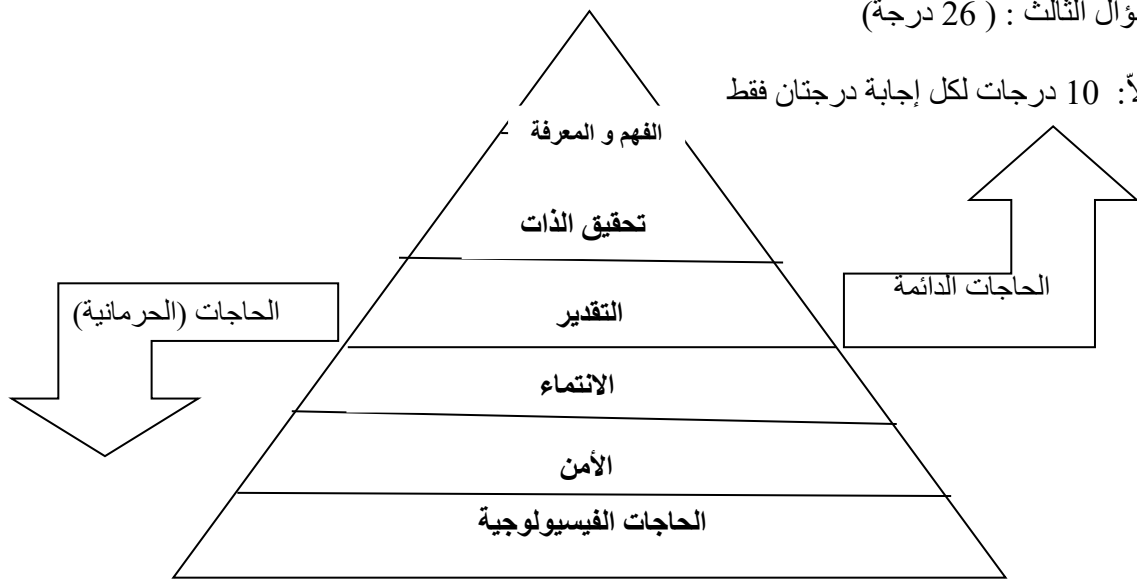 ؤال الثالث : ( 26 درجة)
لاً: 10 درجات لكل إجابة درجتان فقط
الفهم و المعرفة
تحقيق الذات
الحاجات الدائمة
الحاجات (الحرمانية)
التقدير
الانتماء
الأمن
الحاجات الفيسيولوجية